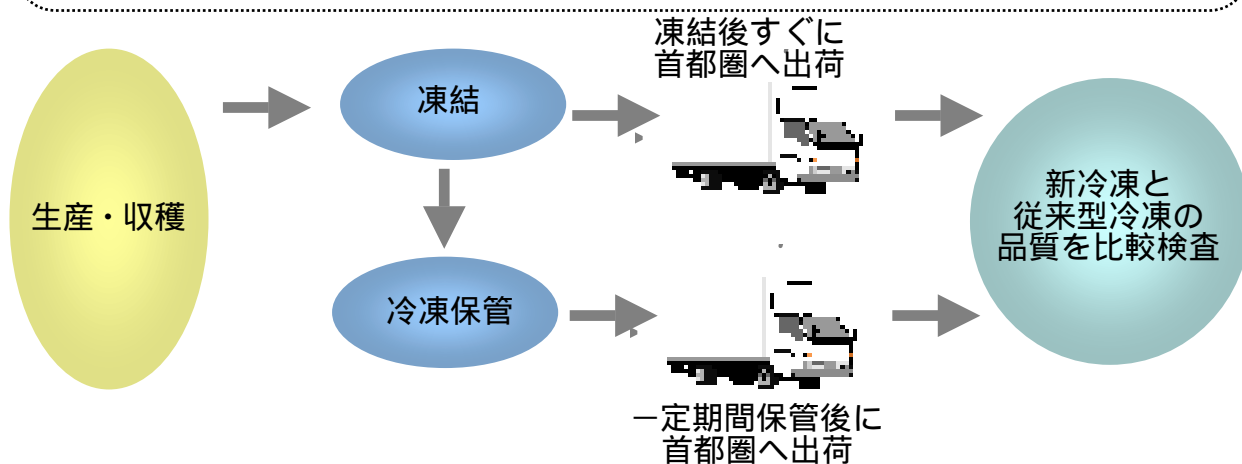 凍結後すぐに
首都圏へ出荷
凍結
生産・収穫
新冷凍と
従来型冷凍の
品質を比較検査
冷凍保管
一定期間保管後に
首都圏へ出荷